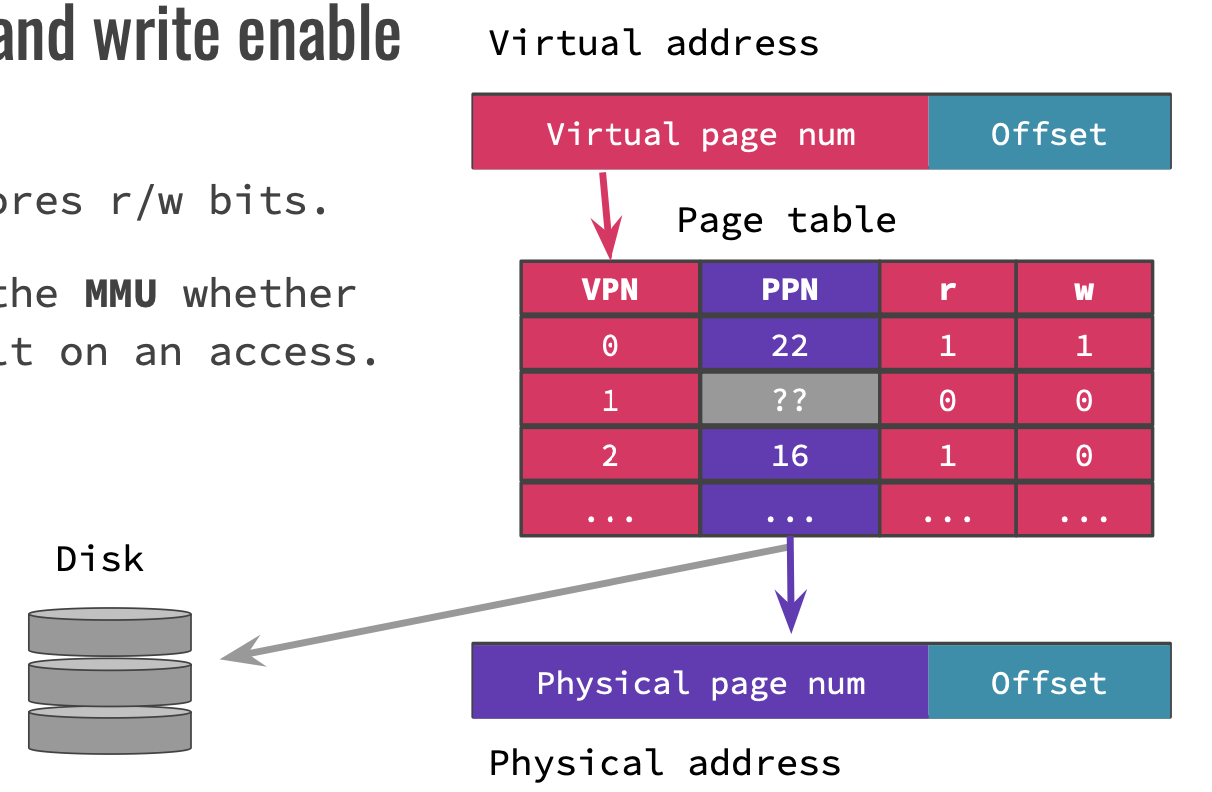 and write enable
ores r/w bits.
the MMU whether
lt on an access.
Virtual address
Virtual page num Offset
Page table
VPN PPN r w
0 22 1 1
1 ?? 0 0
2 16 1 0
... ... ... ...
Disk
Physical page num Offset
Physical address